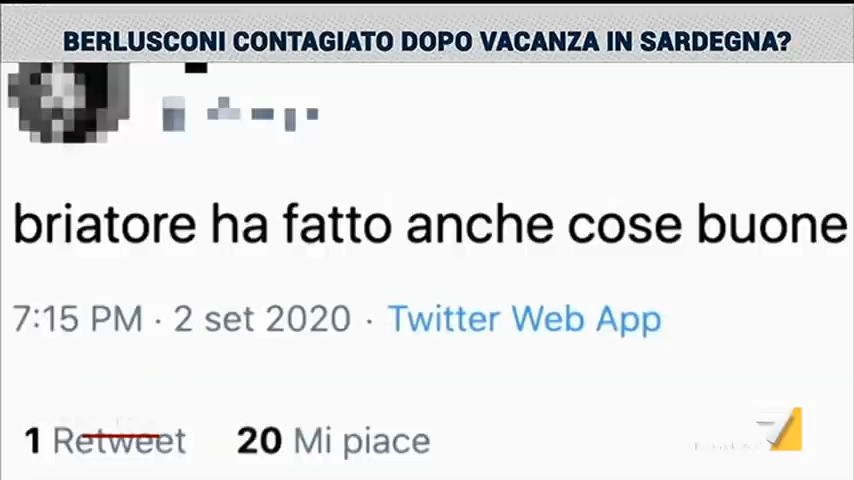 BERLUSCONI CONTAGIATO DOPO VACANZA IN SARDEGNA?
briatore ha fatto anche cose buone
7:15 PM · 2 set 2020 · Twitter Web App
1 Retweet 20 Mi piace
7